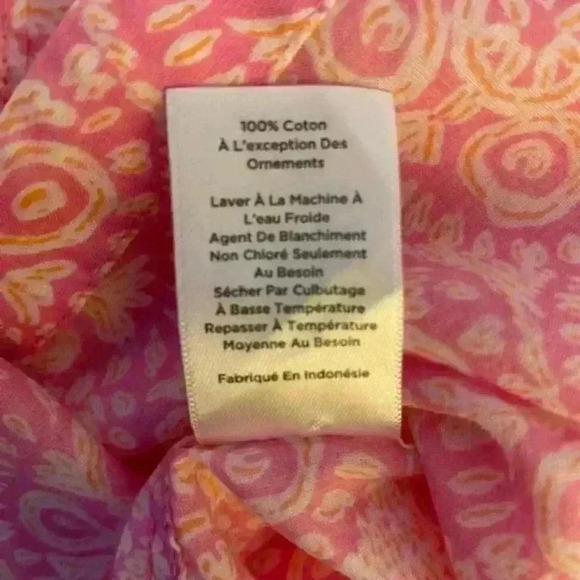 100% Coton
À L'exception Des
Ornements
Laver À La Machine À
L'eau Froide
Agent De Blanchiment
Non Chloré Seulement
Au Besoin
Sécher Par Culbutage
À Basse Température
Repasser À Température
Moyenne Au Besoin
Fabriqué En Indonésie